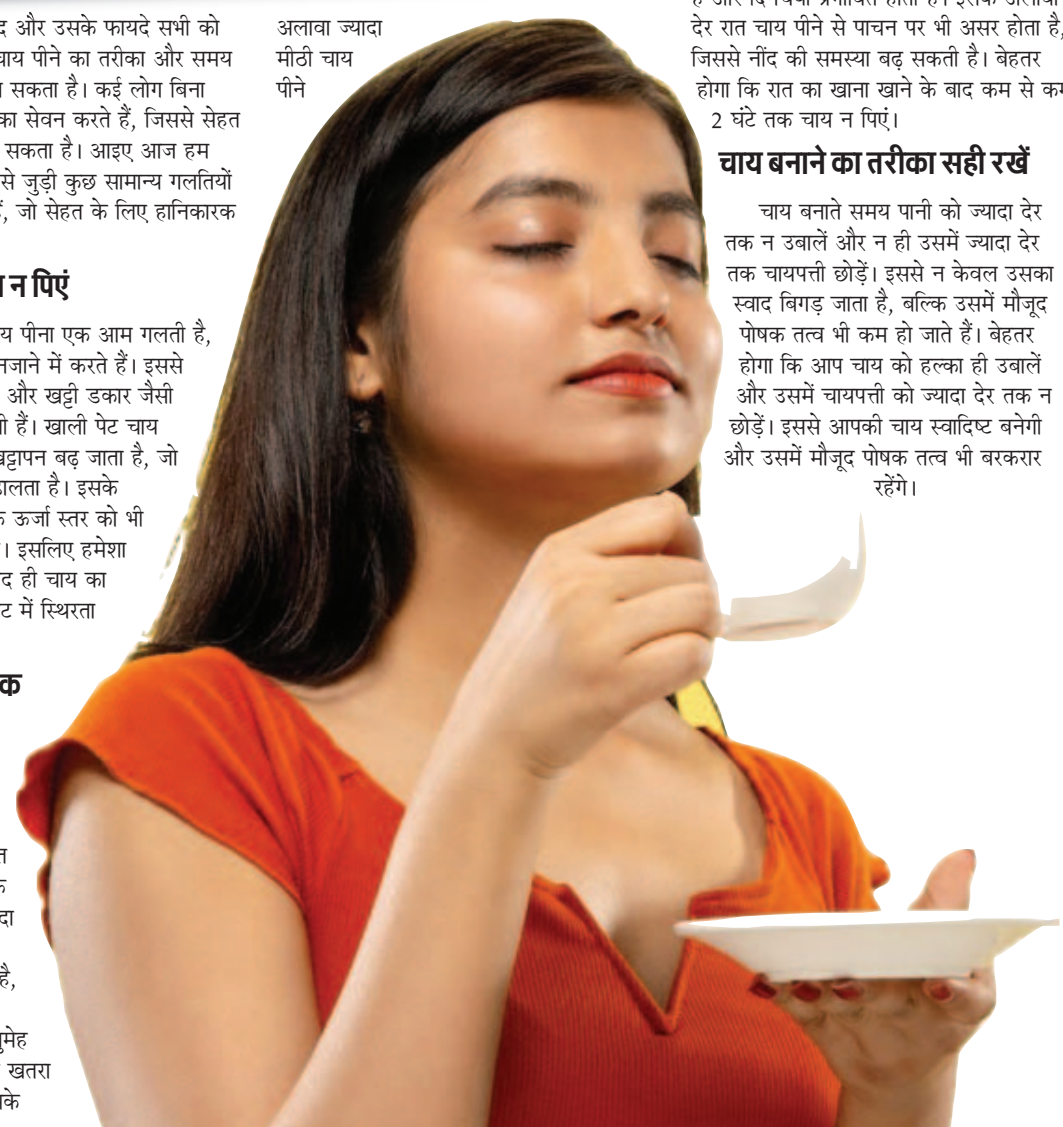 और उसके फायदे सभी को
चाय पीने का तरीका और समय
सकता है। कई लोग बिना
का सेवन करते हैं, जिससे सेहत
सकता है। आइए आज हम
से जुड़ी कुछ सामान्य गलतियों
जो सेहत के लिए हानिकारक
न पिएं
पीना एक आम गलती है,
में करते हैं। इससे
और खट्टी डकार जैसी
हैं। खाली पेट चाय
बढ़ जाता है, जो
है। इसके
ऊर्जा स्तर को भी
। इसलिए हमेशा
ही चाय का
में स्थिरता
है,
खतरा
अलावा ज्यादा
मीठी चाय
पीने
देर रात चाय पीने से पाचन पर भी असर होता है,
जिससे नींद की समस्या बढ़ सकती है। बेहतर
होगा कि रात का खाना खाने के बाद कम से कम
2 घंटे तक चाय न पिएं।
चाय बनाने का तरीका सही रखें
चाय बनाते समय पानी को ज्यादा देर
तक न उबालें और न ही उसमें ज्यादा देर
तक चायपत्ती छोड़ें। इससे न केवल उसका
स्वाद बिगड़ जाता है, बल्कि उसमें मौजूद
पोषक तत्व भी कम हो जाते हैं। बेहतर
होगा कि आप चाय को हल्का ही उबालें
और उसमें चायपत्ती को ज्यादा देर तक न
छोड़ें। इससे आपकी चाय स्वादिष्ट बनेगी
और उसमें मौजूद पोषक तत्व भी बरकरार
रहेंगे।